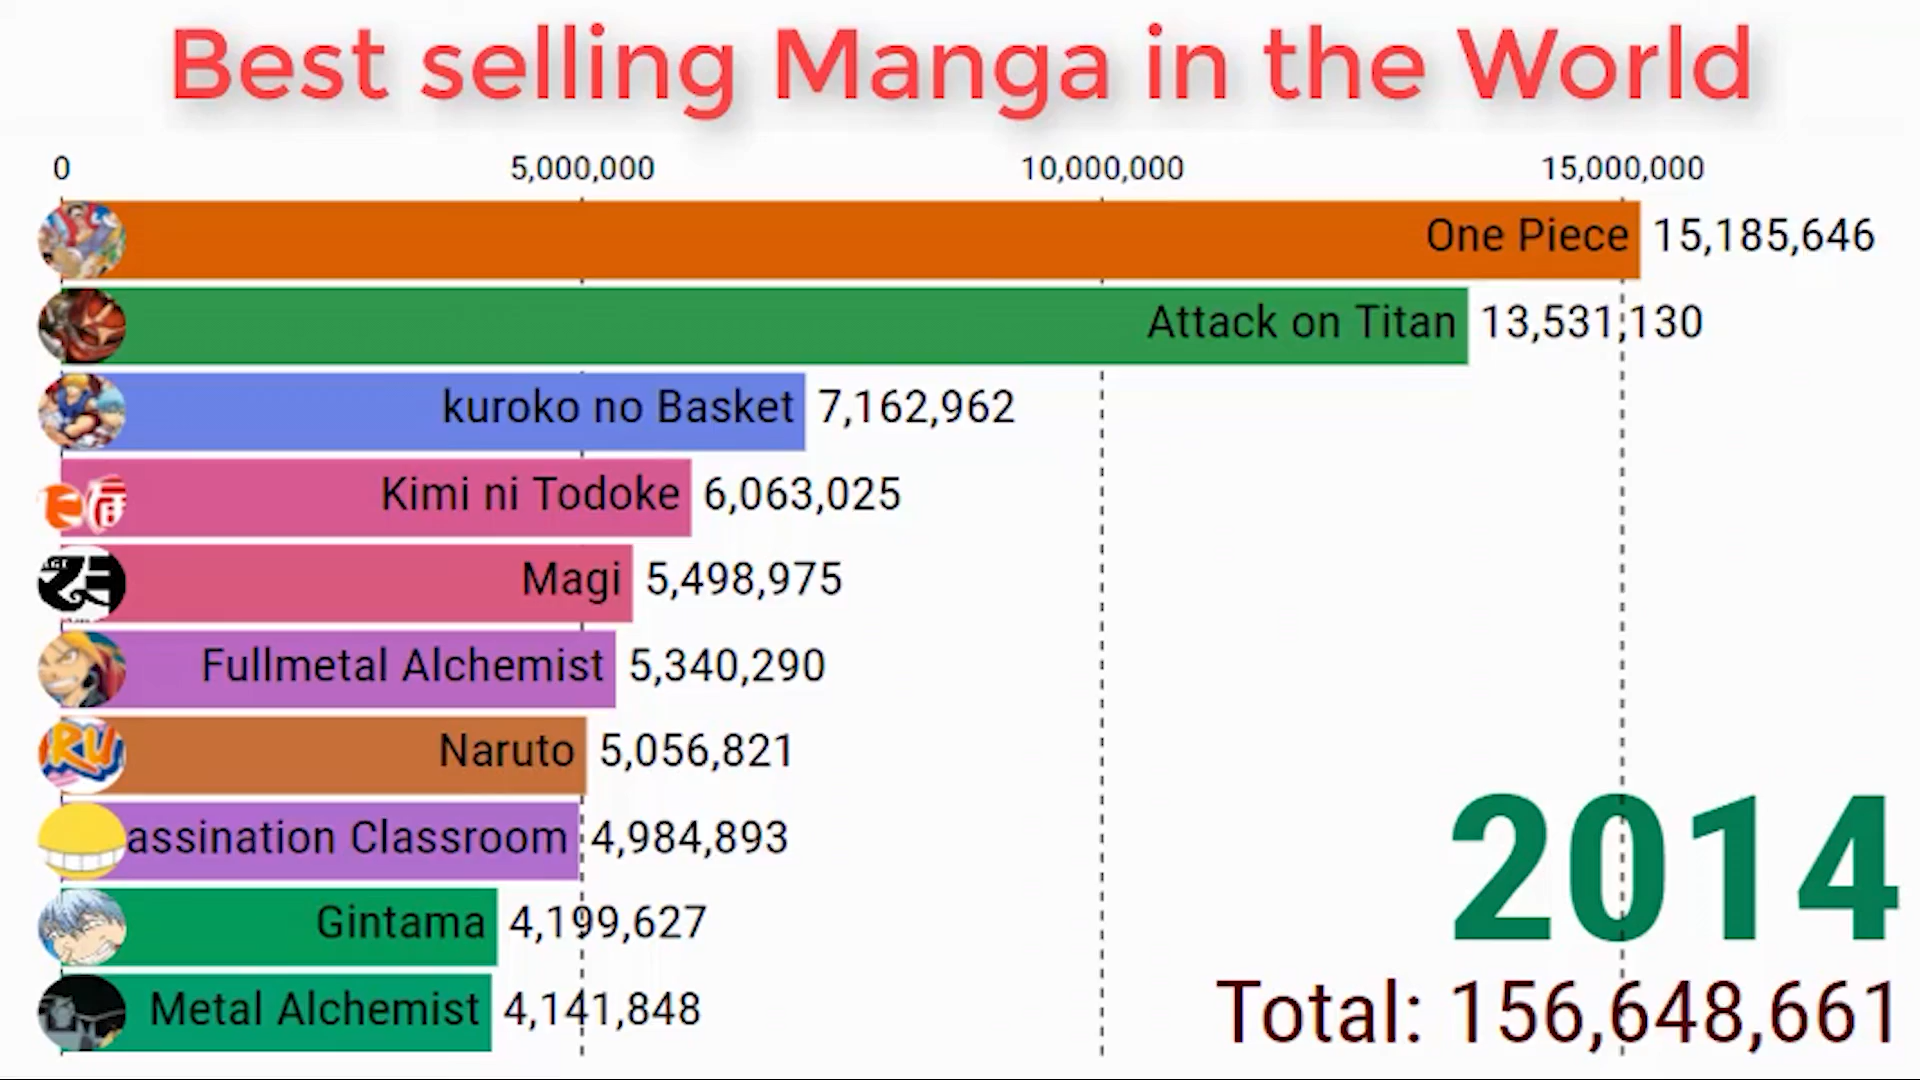 Best selling Manga in the World
0 5,000,000 10,000,000 15,000,000
One Piece 15,185,646
Attack on Titan 13,531,130
kuroko no Basket 7,162,962
Kimi ni Todoke 6,063,025
Magi 5,498,975
Fullmetal Alchemist 5,340,290
RU
Naruto 5,056,821
assination Classroom 4,984,893
Gintama 4,199,627
Metal Alchemist 4,141,848
2014
Total: 156,648,661